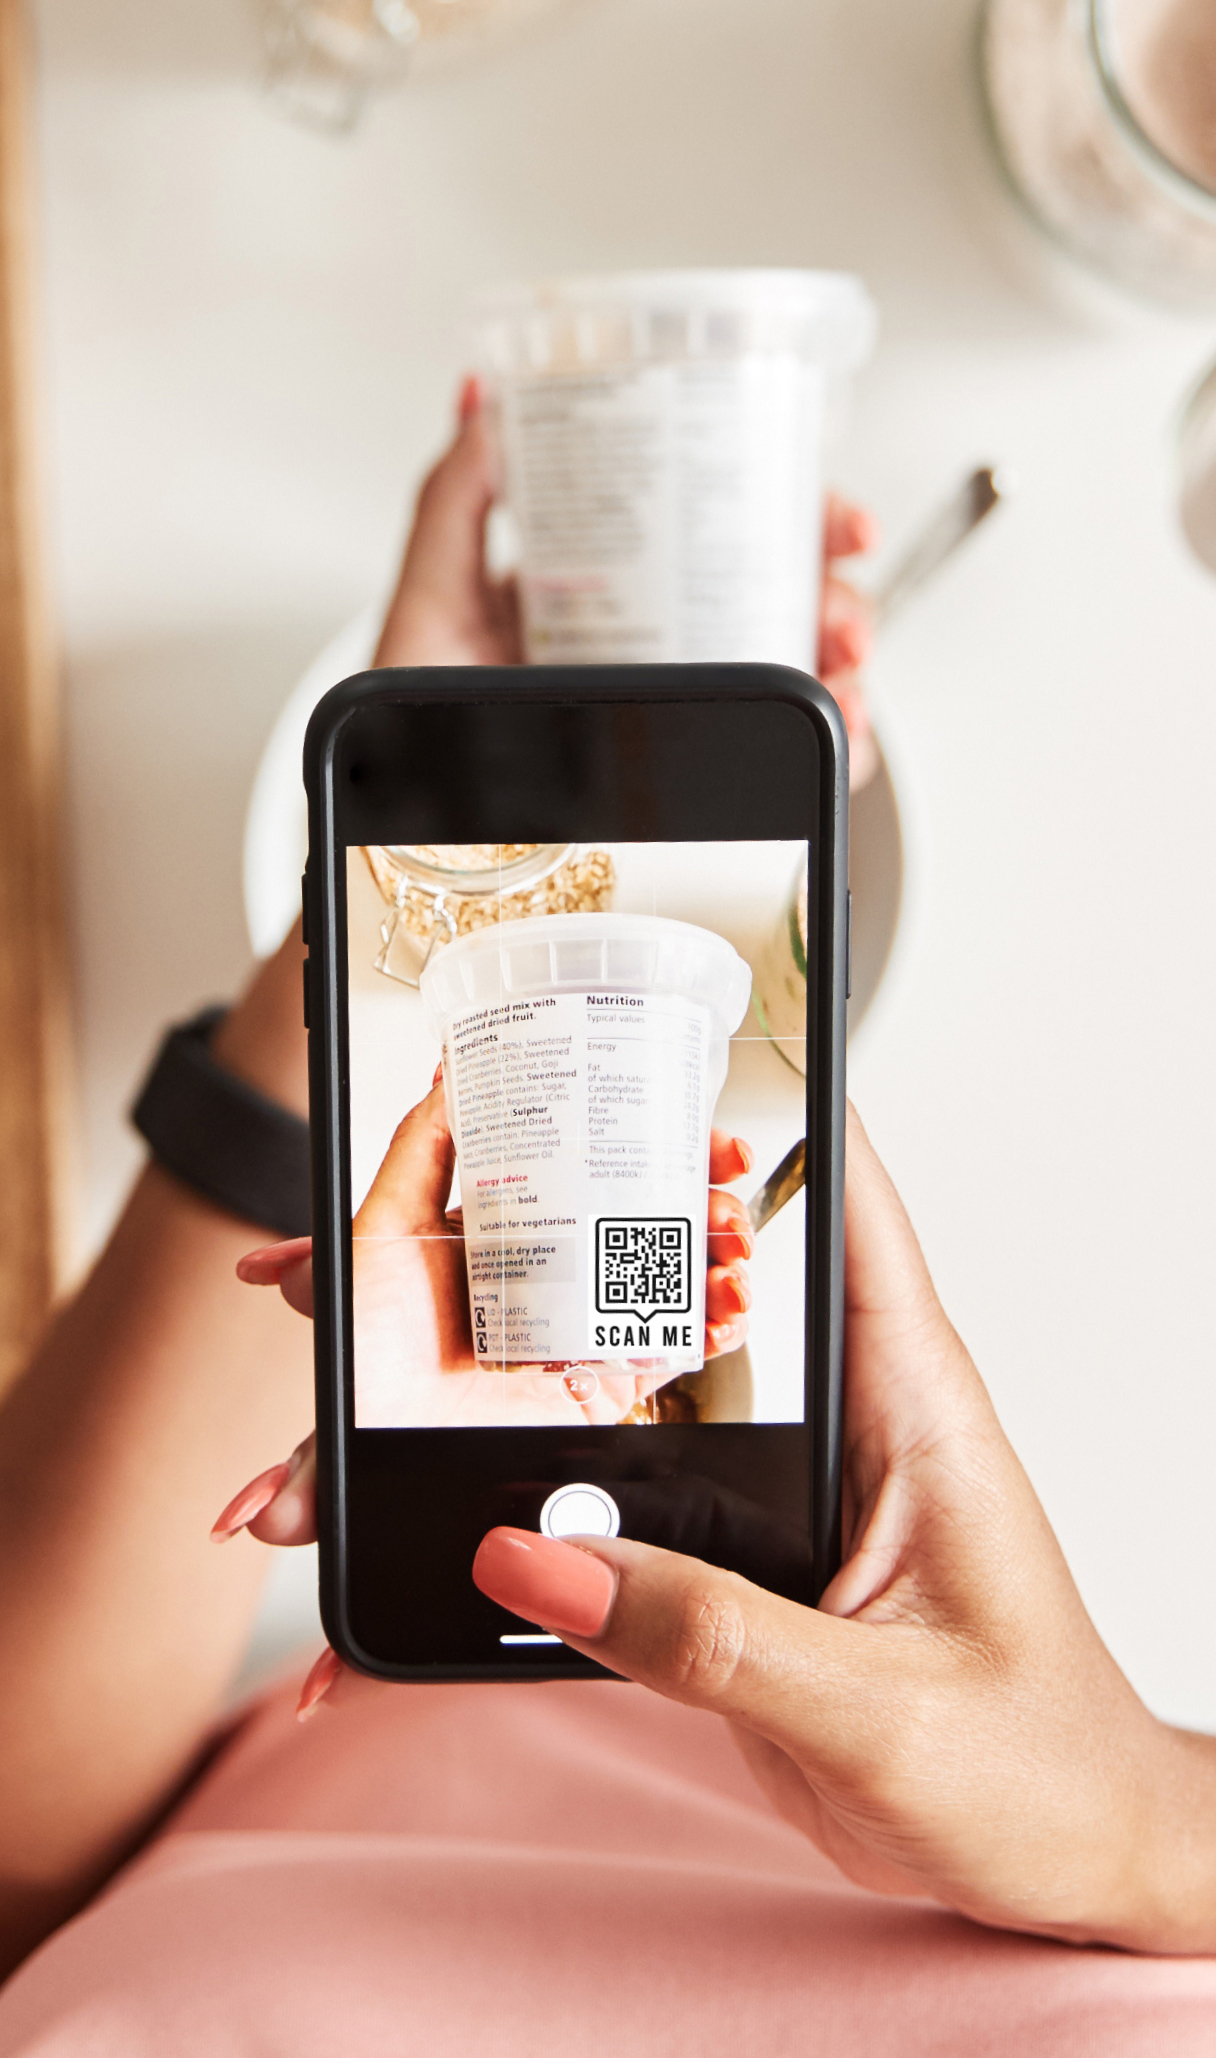 Dry roasted seed mix with
sweetened dried fruit.
Ingredients
Sunflower Seeds (40%), Sweetened
Dried Pineapple (22%), Sweetened
Dried Cranberries, Coconut, Goji
Berries, Pumpkin Seeds. Sweetened
Dried Pineapple contains: Sugar,
Pineapple, Acidity Regulator (Citric
Acid), Preservative (Sulphur
Dioxide). Sweetened Dried
Cranberries contain: Pineapple
Juice, Cranberries, Concentrated
Pineapple Juice, Sunflower Oil.
Allergy advice
For allergens, see
ingredients in bold.
Suitable for vegetarians
Store in a cool, dry place
and once opened in an
airtight container.
Recycling
LID - PLASTIC
Check local recycling
POT - PLASTIC
Check local recycling
Nutrition
Typical values
Energy
Fat
of which
Carbohydrate
of which
Fibre
Protein
Salt
This pack
*Reference
adult (8400k
SCAN ME
2×